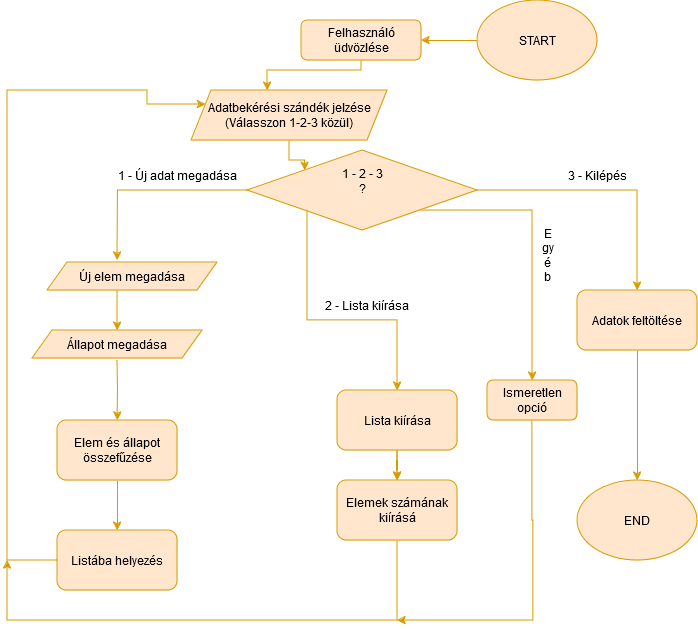 Felhasználó
üdvözlése
START
Adatbekérési szándék jelzése
(Válasszon 1-2-3 közül)
1 - Új adat megadása
1 - 2 - 3
?
3 - Kilépés
E
gy
é
b
Új elem megadása
2 - Lista kiírása
Adatok feltöltése
Állapot megadása
Ismeretlen
opció
Lista kiírása
Elem és állapot
összefűzése
Elemek számának
kiírásá
END
Listába helyezés